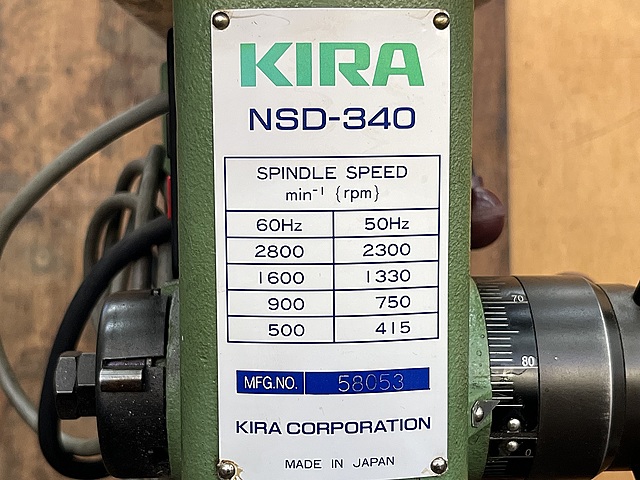 KIRA
NSD-340
SPINDLE SPEED
min⁻¹ {rpm}
60Hz 50Hz
2800 2300
1600 1330
900 750
500 415
MFG.NO. 58053
KIRA CORPORATION
MADE IN JAPAN
70
80
0